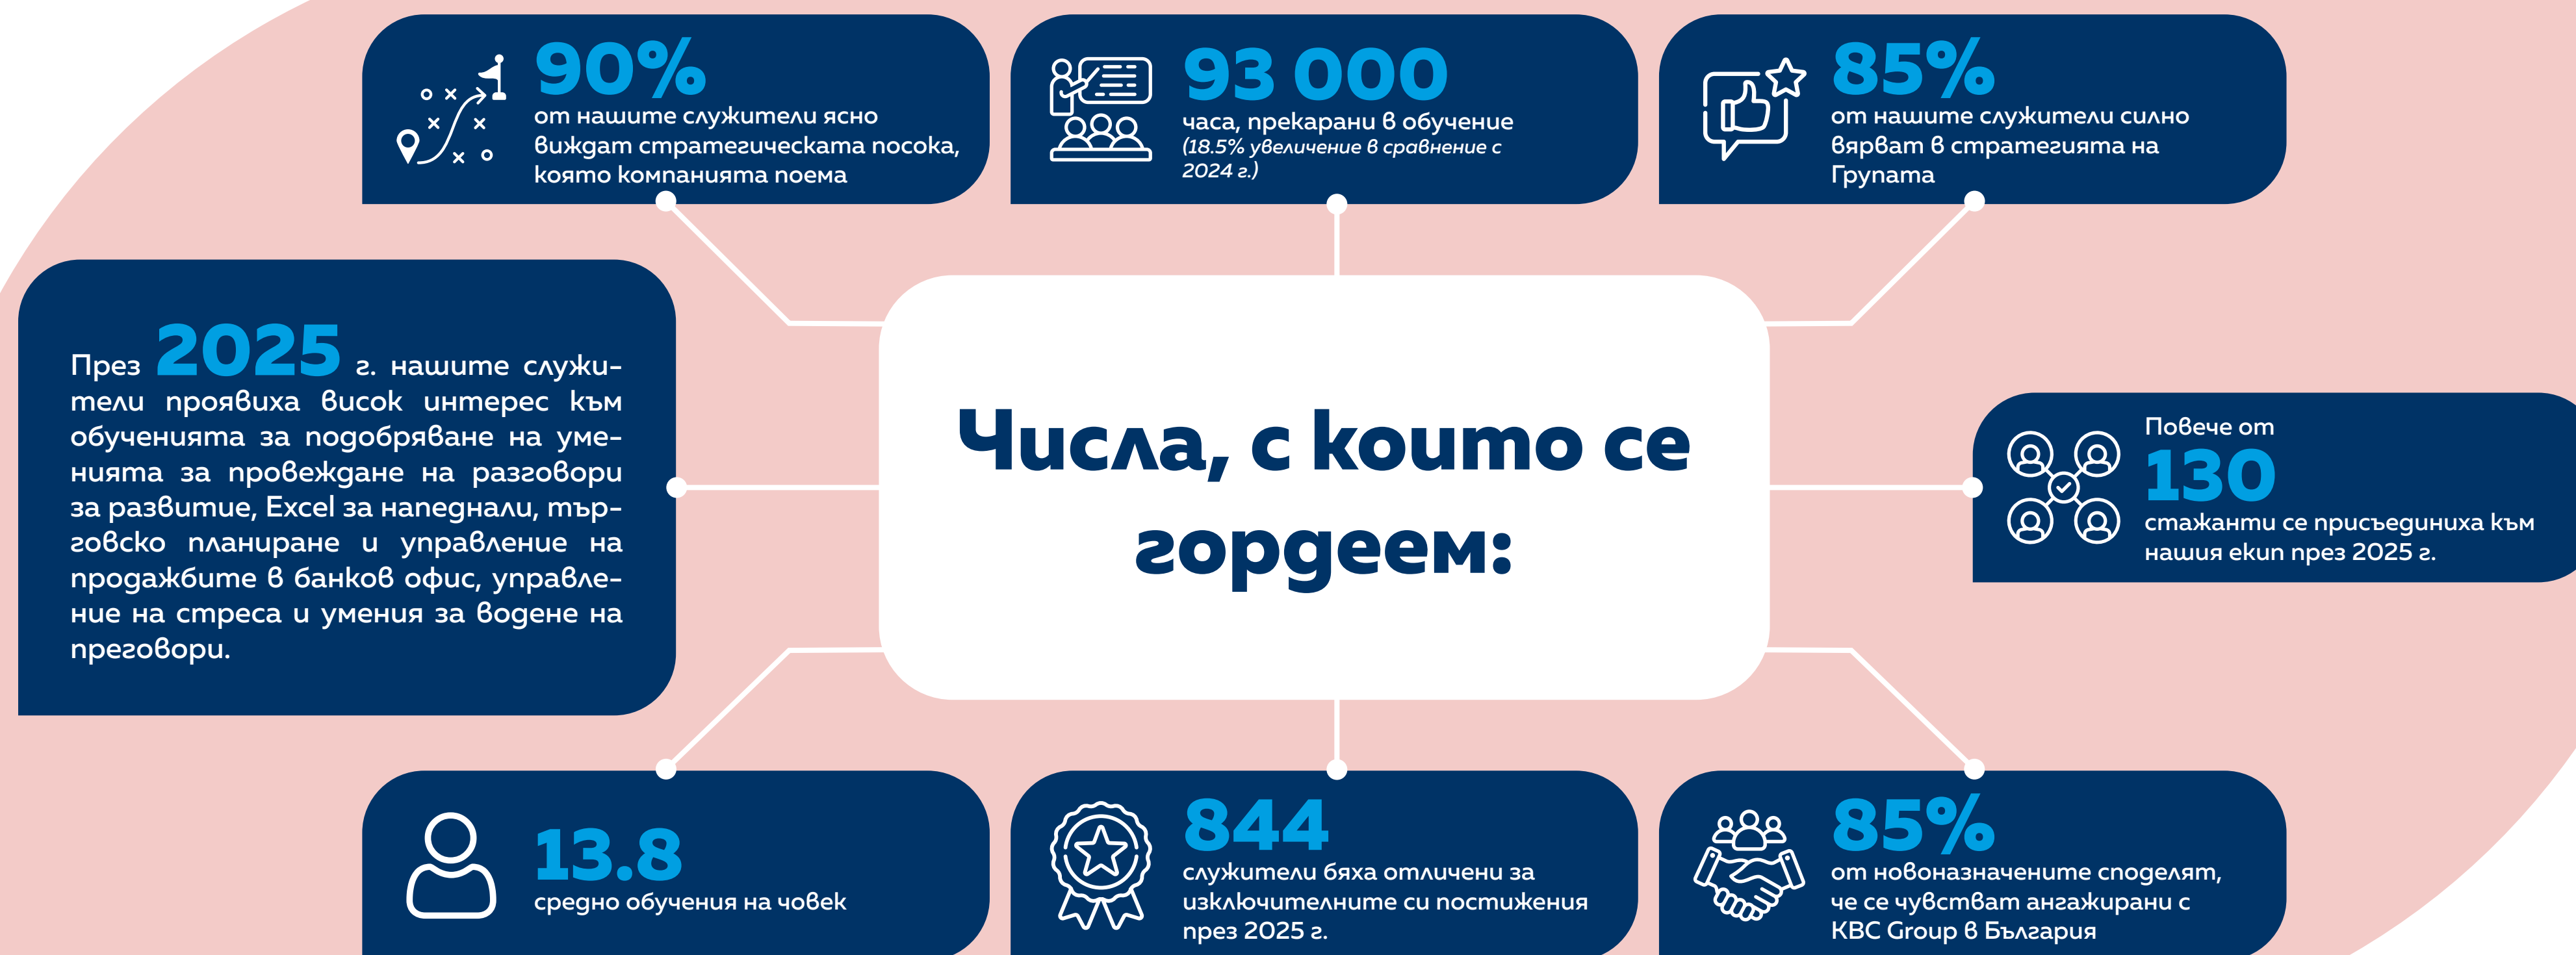 90%
от нашите служители ясно
виждат стратегическата посока,
която компанията поема
93 000
часа, прекарани в обучение
(18.5% увеличение в сравнение с
2024 г.)
85%
от нашите служители силно
вярват в стратегията на
Групата
През 2025 г. нашите служи-
тели проявиха висок интерес към
обученията за подобряване на уме-
нията за провеждане на разговори
за развитие, Excel за напеднали, тър-
говско планиране и управление на
продажбите в банков офис, управле-
ние на стреса и умения за водене на
преговори.
Числа, с които се
гордеем:
Повече от
130
стажанти се присъединиха към
нашия екип през 2025 г.
13.8
средно обучения на човек
844
служители бяха отличени за
изключителните си постижения
през 2025 г.
85%
от новоназначените споделят,
че се чувстват ангажирани с
KBC Group в България